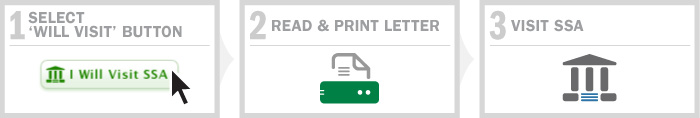 1 SELECT
'WILL VISIT' BUTTON
I Will Visit SSA
2 READ & PRINT LETTER
3 VISIT SSA